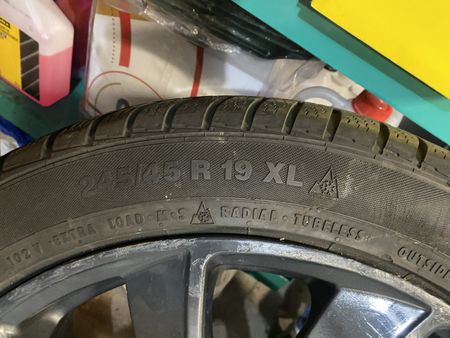 245/45 R 19 XL
102 V · EXTRA LOAD · M+S RADIAL · TUBELESS OUTSIDE